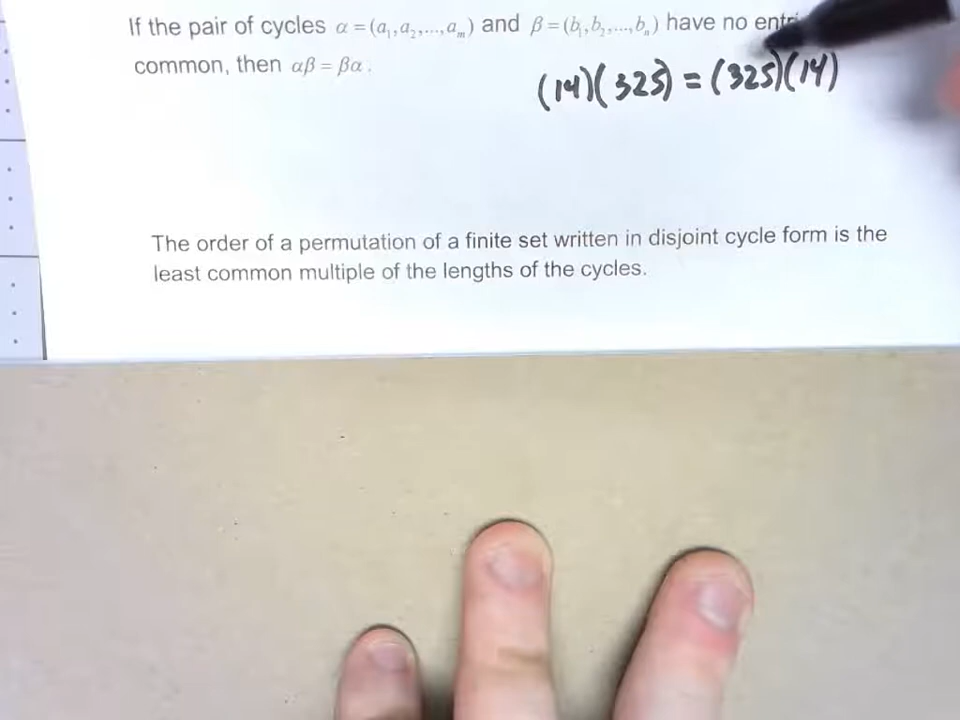 If the pair of cycles α = (a₁,a₂,...,aₘ) and β = (b₁,b₂,...,bₙ) have no
common, then αβ = βα.
(14)(325) = (325)(14)
The order of a permutation of a finite set written in disjoint cycle form is the
least common multiple of the lengths of the cycles.